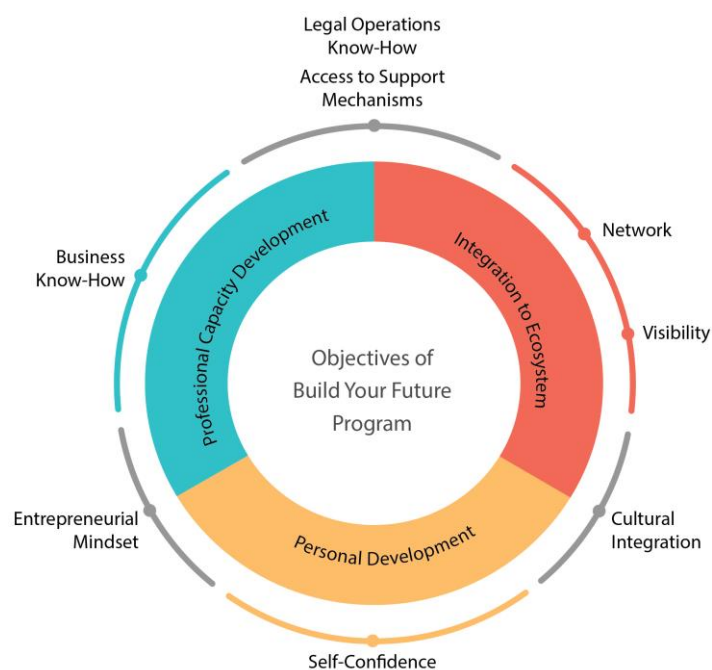 Legal Operations
Know-How
Access to Support
Mechanisms
Business
Know-How
Professional Capacity Development
Integration to Ecosystem
Network
Visibility
Objectives of
Build Your Future
Program
Entrepreneurial
Mindset
Personal Development
Cultural
Integration
Self-Confidence